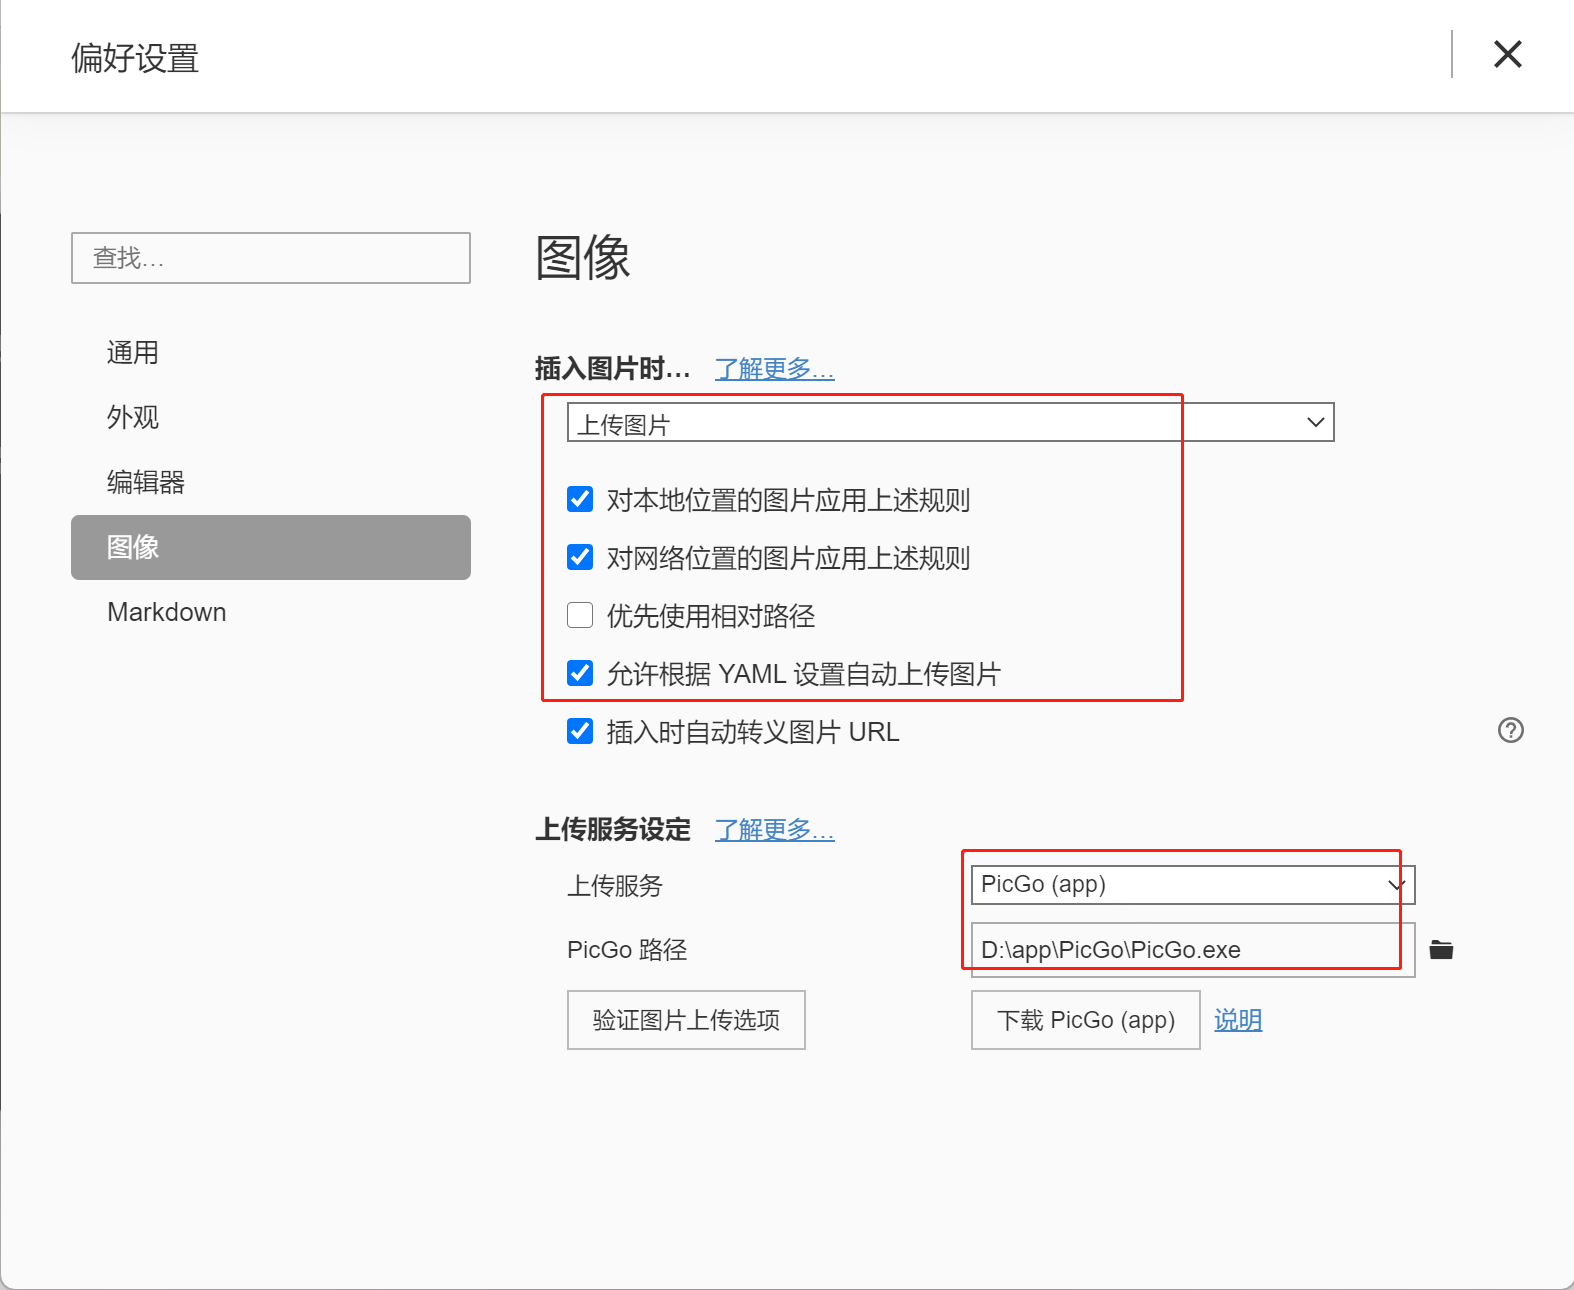 偏好设置
查找…
通用
外观
编辑器
图像
Markdown
图像
插入图片时… 了解更多…
上传图片
对本地位置的图片应用上述规则
对网络位置的图片应用上述规则
优先使用相对路径
允许根据 YAML 设置自动上传图片
插入时自动转义图片 URL
上传服务设定 了解更多…
上传服务 PicGo (app)
PicGo 路径 D:\app\PicGo\PicGo.exe
验证图片上传选项 下载 PicGo (app) 说明